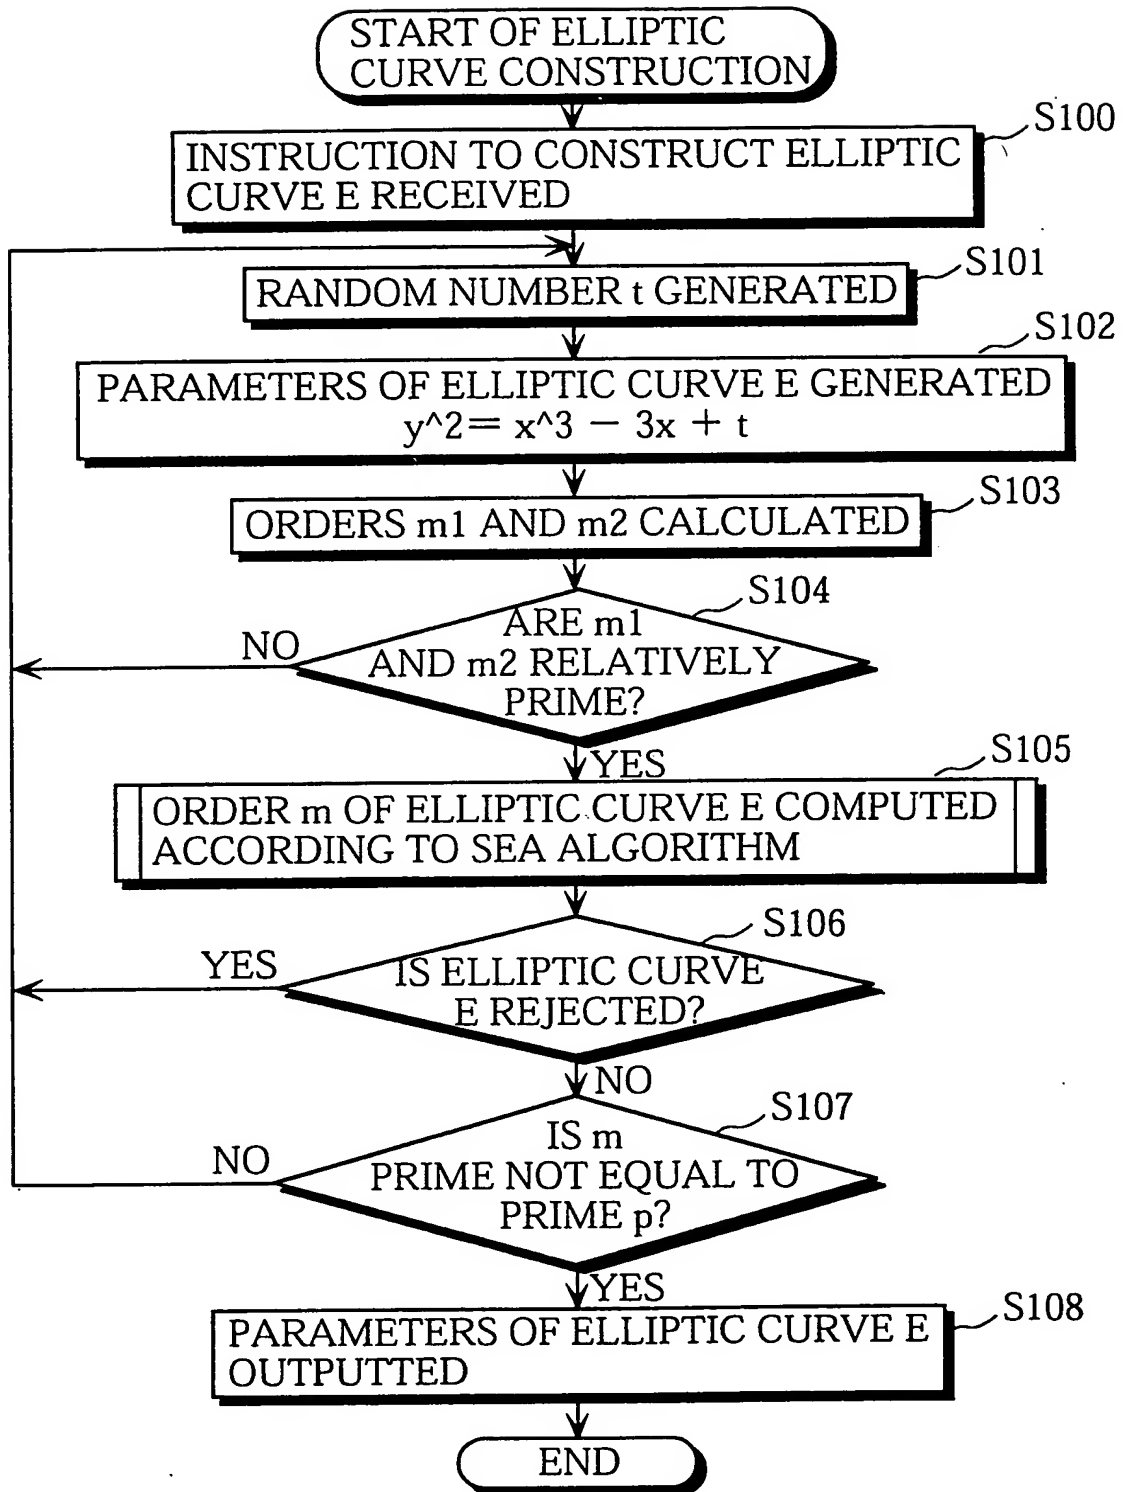 START OF ELLIPTIC
CURVE CONSTRUCTION
S100
INSTRUCTION TO CONSTRUCT ELLIPTIC
CURVE E RECEIVED
S101
RANDOM NUMBER t GENERATED
S102
PARAMETERS OF ELLIPTIC CURVE E GENERATED
y^2= x^3 − 3x + t
S103
ORDERS m1 AND m2 CALCULATED
S104
ARE m1
AND m2 RELATIVELY
PRIME?
NO
YES
S105
ORDER m OF ELLIPTIC CURVE E COMPUTED
ACCORDING TO SEA ALGORITHM
S106
IS ELLIPTIC CURVE
E REJECTED?
YES
NO
S107
IS m
PRIME NOT EQUAL TO
PRIME p?
NO
YES
S108
PARAMETERS OF ELLIPTIC CURVE E
OUTPUTTED
END